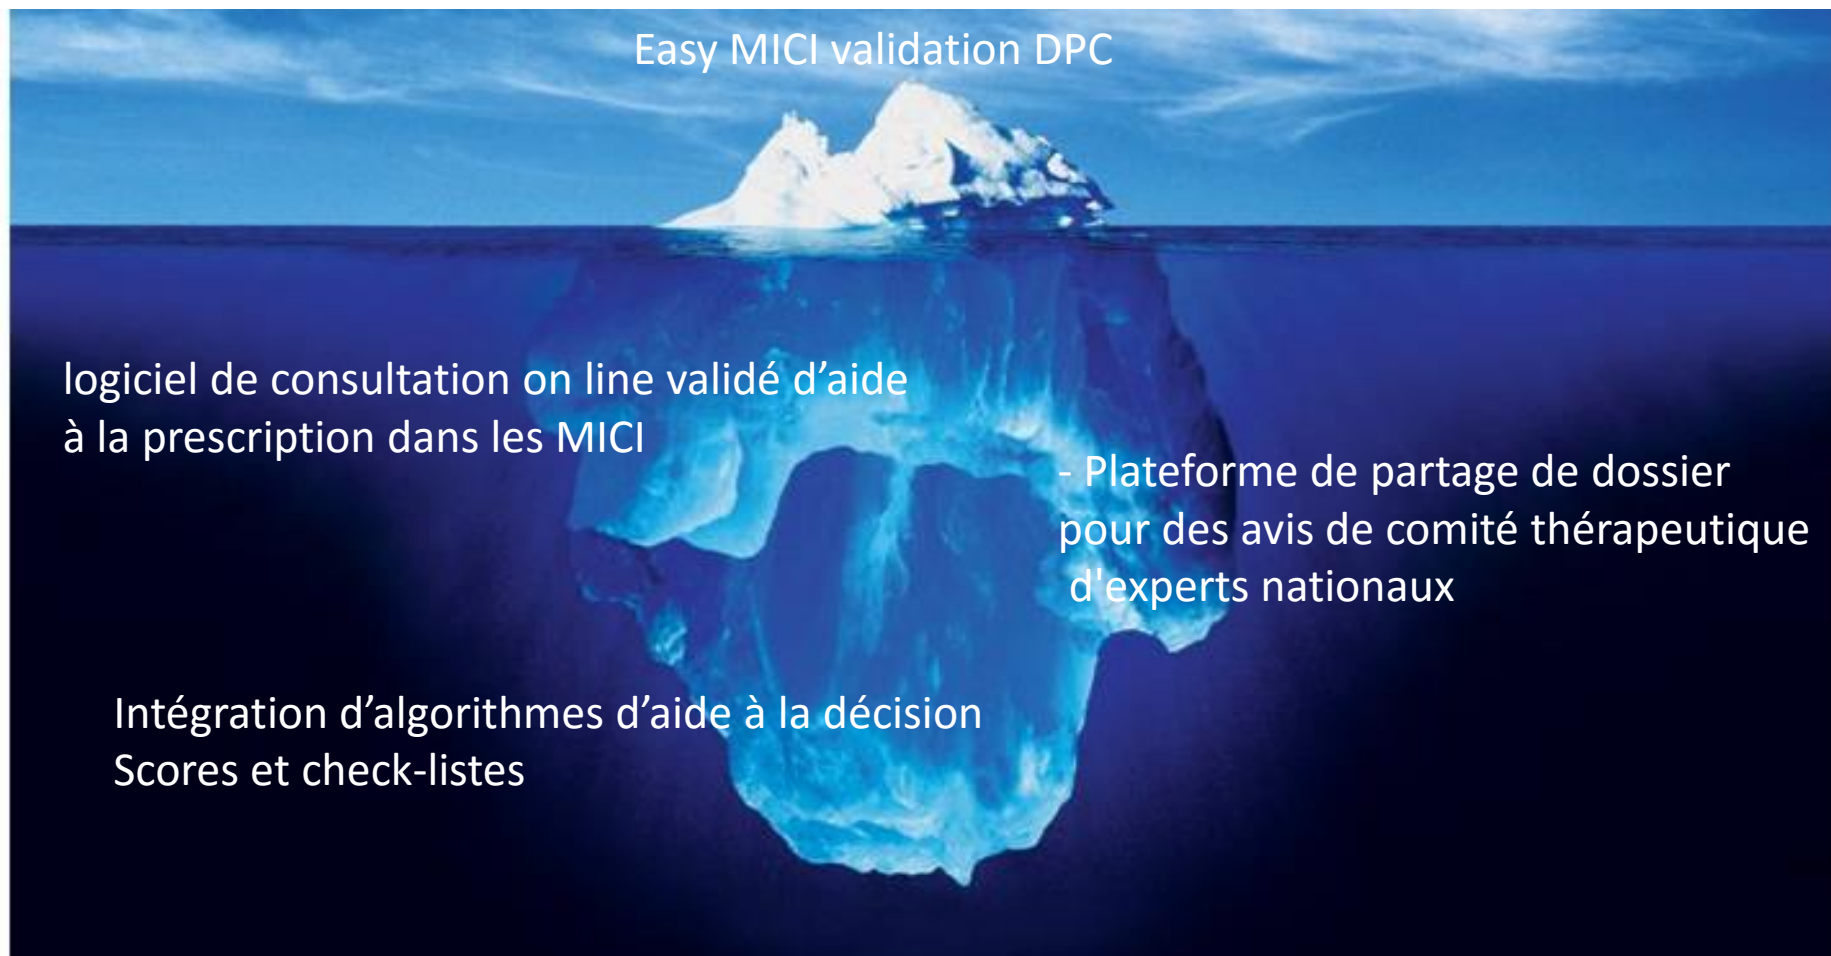 Easy MICI validation DPC
logiciel de consultation on line validé d’aide
à la prescription dans les MICI
- Plateforme de partage de dossier
pour des avis de comité thérapeutique
d'experts nationaux
Intégration d’algorithmes d’aide à la décision
Scores et check-listes